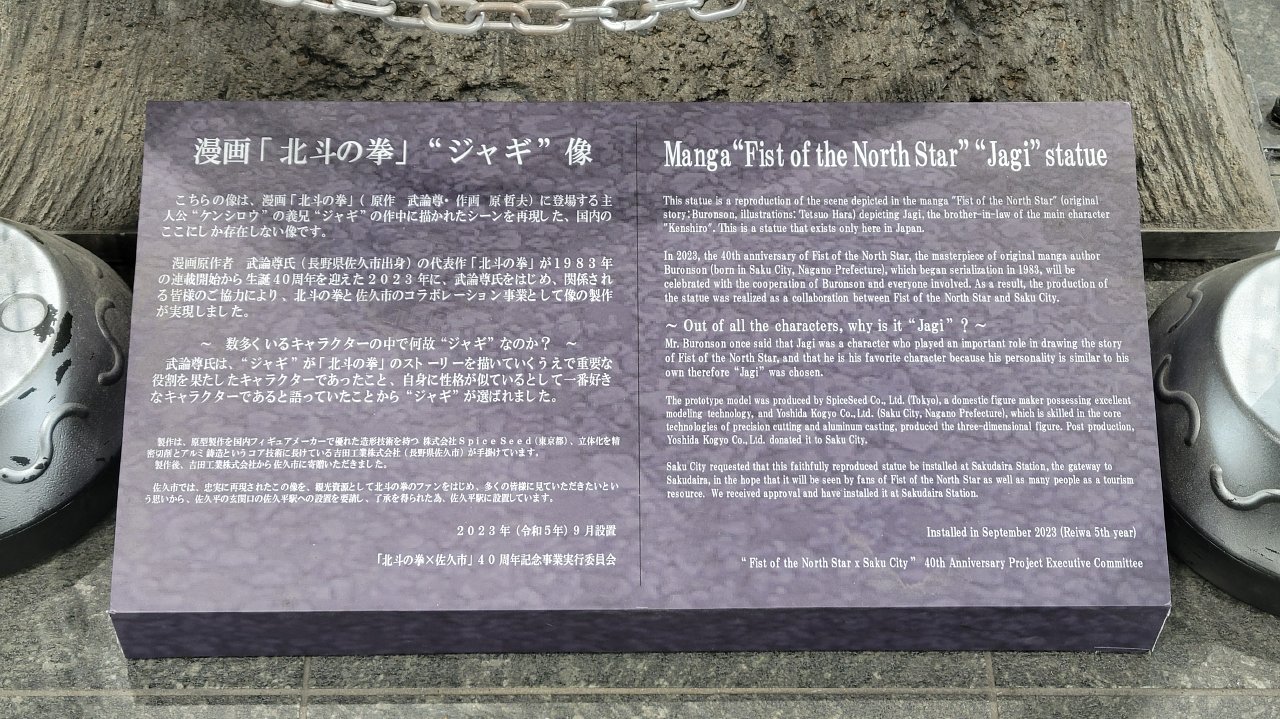 漫画「北斗の拳」“ジャギ”像
こちらの像は、漫画「北斗の拳」(原作 武論尊・作画 原哲夫)に登場する主
人公“ケンシロウ”の義兄“ジャギ”の作中に描かれたシーンを再現した、国内の
ここにしか存在しない像です。
漫画原作者 武論尊氏(長野県佐久市出身)の代表作「北斗の拳」が1983年
の連載開始から生誕40周年を迎えた2023年に、武論尊氏をはじめ、関係され
る皆様のご協力により、北斗の拳と佐久市のコラボレーション事業として像の製作
が実現しました。
～ 数多くいるキャラクターの中で何故“ジャギ”なのか? ～
武論尊氏は、“ジャギ”が「北斗の拳」のストーリーを描いていくうえで重要な
役割を果たしたキャラクターであったこと、自身に性格が似ているとして一番好き
なキャラクターであると語っていたことから“ジャギ”が選ばれました。
製作は、原型製作を国内フィギュアメーカーで優れた造形技術を持つ 株式会社SpiceSeed(東京都)、立体化を精
密切削とアルミ鋳造というコア技術に長けている吉田工業株式会社(長野県佐久市)が手掛けています。
製作後、吉田工業株式会社から佐久市に寄贈いただきました。
佐久市では、忠実に再現されたこの像を、観光資源として北斗の拳のファンをはじめ、多くの皆様に見ていただきたいとい
う思いから、佐久平の玄関口の佐久平駅への設置を要請し、了承を得られた為、佐久平駅に設置しています。
2023年(令和5年)9月設置
「北斗の拳×佐久市」40周年記念事業実行委員会
Manga“Fist of the North Star” “Jagi” statue
This statue is a reproduction of the scene depicted in the manga "Fist of the North Star" (original
story:Buronson, illustrations: Tetsuo Hara) depicting Jagi, the brother-in-law of the main character
"Kenshiro". This is a statue that exists only here in Japan.
In 2023, the 40th anniversary of Fist of the North Star, the masterpiece of original manga author
Buronson (born in Saku City, Nagano Prefecture), which began serialization in 1983, will be
celebrated with the cooperation of Buronson and everyone involved. As a result, the production of
the statue was realized as a collaboration between Fist of the North Star and Saku City.
～ Out of all the characters, why is it “Jagi” ? ～
Mr. Buronson once said that Jagi was a character who played an important role in drawing the story
of Fist of the North Star, and that he is his favorite character because his personality is similar to his
own therefore “Jagi” was chosen.
The prototype model was produced by SpiceSeed Co., Ltd. (Tokyo), a domestic figure maker possessing excellent
modeling technology, and Yoshida Kogyo Co., Ltd. (Saku City, Nagano Prefecture), which is skilled in the core
technologies of precision cutting and aluminum casting, produced the three-dimensional figure. Post production,
Yoshida Kogyo Co., Ltd. donated it to Saku City.
Saku City requested that this faithfully reproduced statue be installed at Sakudaira Station, the gateway to
Sakudaira, in the hope that it will be seen by fans of Fist of the North Star as well as many people as a tourism
resource. We received approval and have installed it at Sakudaira Station.
Installed in September 2023 (Reiwa 5th year)
“Fist of the North Star x Saku City” 40th Anniversary Project Executive Committee